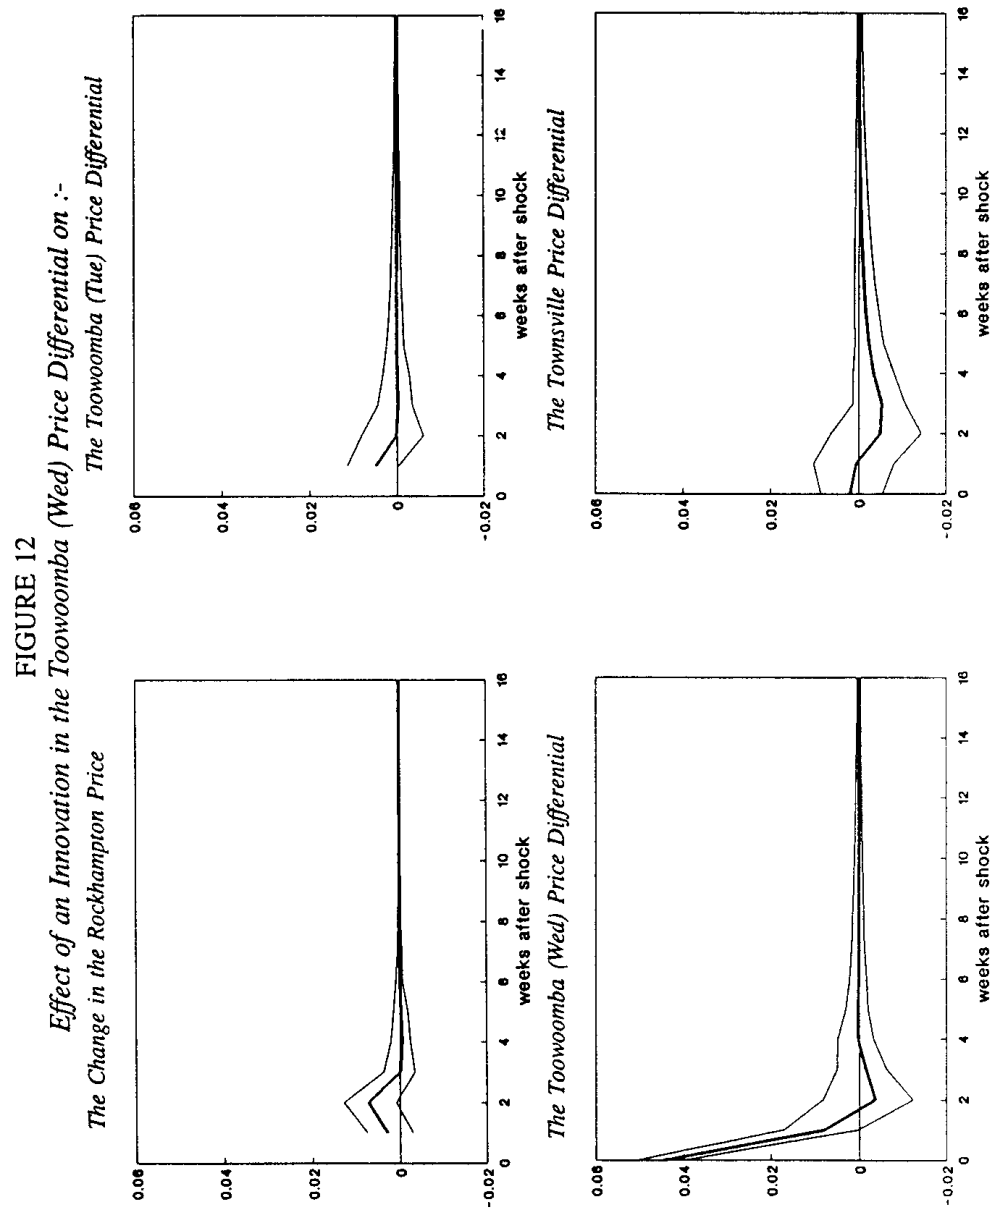 FIGURE 12
Effect of an Innovation in the Toowoomba (Wed) Price Differential on :-
The Change in the Rockhampton Price
0.06
0.04
0.02
0
-0.02
0 2 4 6 8 10 12 14 16
weeks after shock
The Toowoomba (Tue) Price Differential
0.06
0.04
0.02
0
-0.02
0 2 4 6 8 10 12 14 16
weeks after shock
The Toowoomba (Wed) Price Differential
0.06
0.04
0.02
0
-0.02
0 2 4 6 8 10 12 14 16
weeks after shock
The Townsville Price Differential
0.06
0.04
0.02
0
-0.02
0 2 4 6 8 10 12 14 16
weeks after shock